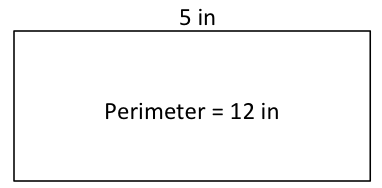 5 in
Perimeter = 12 in